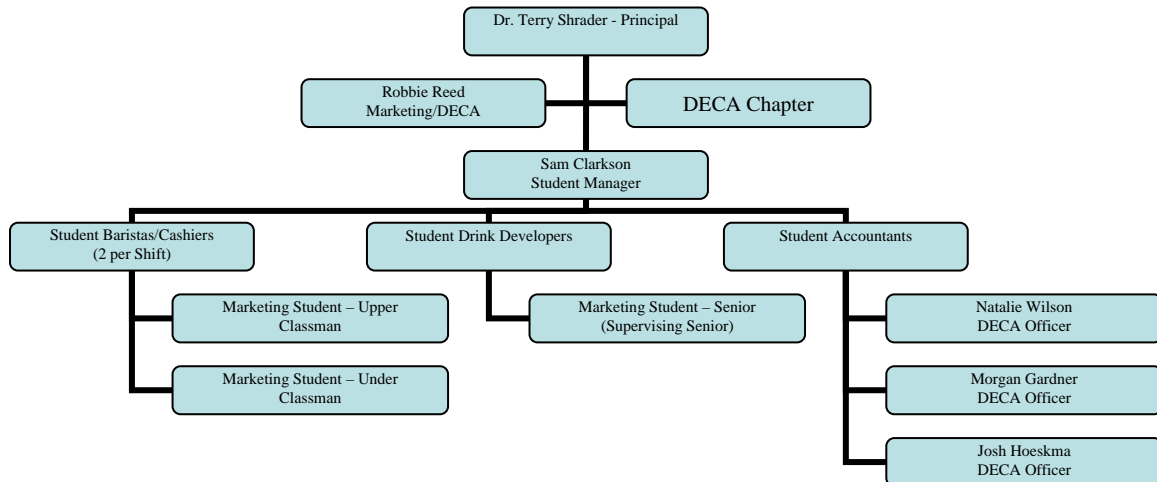 Dr. Terry Shrader - Principal
Robbie Reed
Marketing/DECA
DECA Chapter
Sam Clarkson
Student Manager
Student Baristas/Cashiers
(2 per Shift)
Student Drink Developers
Student Accountants
Marketing Student – Upper
Classman
Marketing Student – Senior
(Supervising Senior)
Natalie Wilson
DECA Officer
Marketing Student – Under
Classman
Morgan Gardner
DECA Officer
Josh Hoeskma
DECA Officer